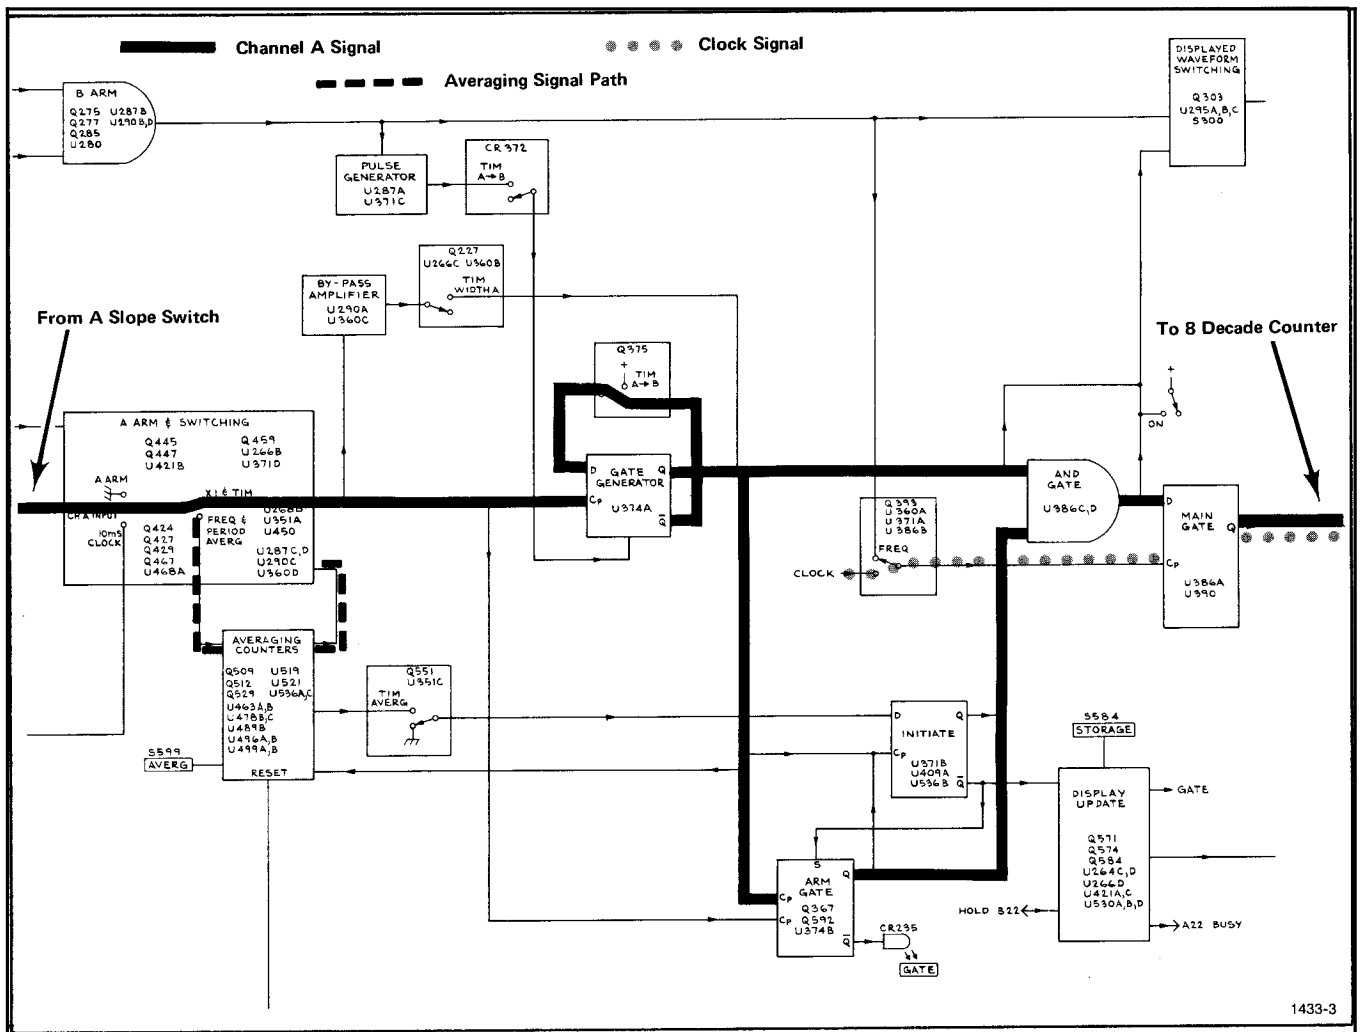 Channel A Signal
Clock Signal
Averaging Signal Path
B ARM
Q275 U287B
Q277 U290B,D
Q285
U280
PULSE
GENERATOR
U287A
U371C
CR372
TIM
A→B
DISPLAYED
WAVEFORM
SWITCHING
Q303
U295A,B,C
S300
BY-PASS
AMPLIFIER
U290A
U360C
Q227
U266C U360B
TIM
WIDTH A
From A Slope Switch
To 8 Decade Counter
Q375
+
TIM
A→B
+
ON
A ARM & SWITCHING
Q445 Q459
Q447 U266B
U421B U371D
A ARM
X1 & TIM
CH A INPUT
10mS
CLOCK
FREQ &
PERIOD
AVERG
Q424
Q427
Q429
Q467
U468A
U268B
U351A
U450
U287C,D
U290C
U360D
D GATE Q
GENERATOR
Cp
U374A
Q̅
AND
GATE
U386C,D
Q393
U360A
U371A
U386B
FREQ
CLOCK
D
MAIN
GATE
Q
Cp
U386A
U390
AVERAGING
COUNTERS
Q509 U519
Q512 U521
Q529 U536A,C
U463A,B
U478B,C
U489B
U496A,B
U499A,B
RESET
S599
AVERG
Q551
U351C
TIM
AVERG
D Q
INITIATE
Cp
U371B
U409A
U536B
Q̅
S584
STORAGE
DISPLAY
UPDATE
Q571
Q574
Q584
U264C,D
U266D
U421A,C
U530A,B,D
GATE
HOLD B22
A22 BUSY
S
Q
ARM
GATE
Cp
Q367
Cp
Q592
U374B
Q̅
CR235
GATE
1433-3